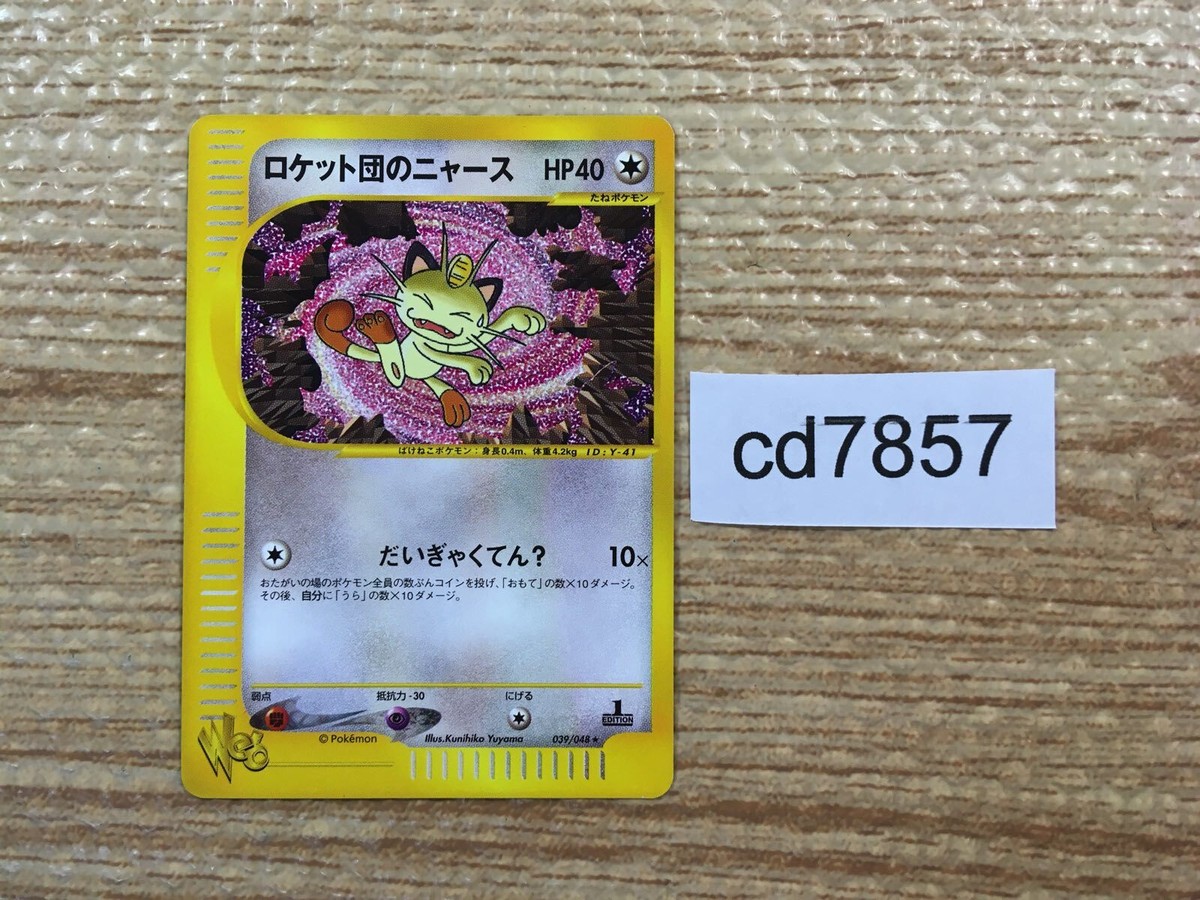 ロケット団のニャース HP40
たねポケモン
ばけねこポケモン：身長0.4m、体重4.2kg ID:Y-41
だいぎゃくてん? 10×
おたがいの場のポケモン全員の数ぶんコインを投げ、「おもて」の数×10ダメージ。
その後、自分に「うら」の数×10ダメージ。
弱点 抵抗力-30 にげる
1
EDITION
Web
©Pokémon Illus.Kunihiko Yuyama 039/048★
cd7857